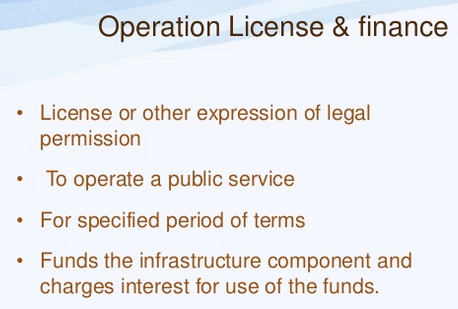 Operation License & finance
• License or other expression of legal
permission
• To operate a public service
• For specified period of terms
• Funds the infrastructure component and
charges interest for use of the funds.